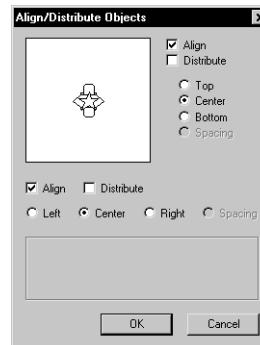 Align/Distribute Objects
Align
Distribute
Top
Center
Bottom
Spacing
Align Distribute
Left Center Right Spacing
OK Cancel